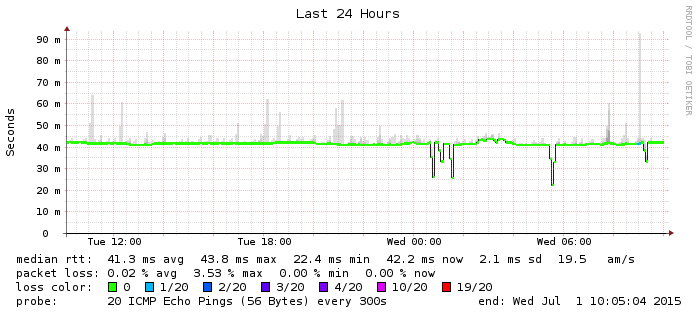 Last 24 Hours
RRDTOOL / TOBI OETIKER
Seconds
90 m
80 m
70 m
60 m
50 m
40 m
30 m
20 m
10 m
0
Tue 12:00 Tue 18:00 Wed 00:00 Wed 06:00
median rtt: 41.3 ms avg 43.8 ms max 22.4 ms min 42.2 ms now 2.1 ms sd 19.5 am/s
packet loss: 0.02 % avg 3.53 % max 0.00 % min 0.00 % now
loss color: 0 1/20 2/20 3/20 4/20 10/20 19/20
probe: 20 ICMP Echo Pings (56 Bytes) every 300s end: Wed Jul 1 10:05:04 2015